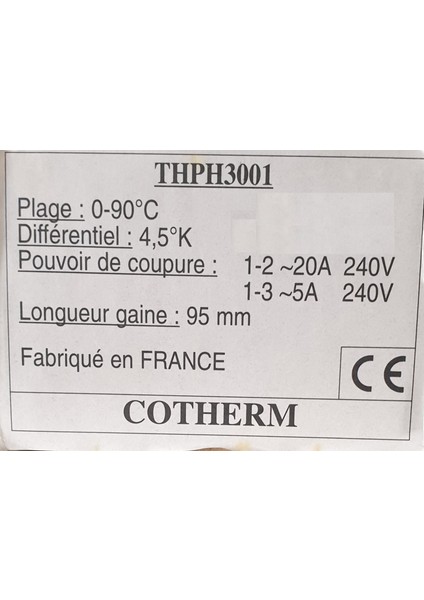 THPH3001
Plage : 0-90°C
Différentiel : 4,5°K
Pouvoir de coupure : 1-2 ~20A 240V
1-3 ~5A 240V
Longueur gaine : 95 mm
Fabriqué en FRANCE
CE
COTHERM